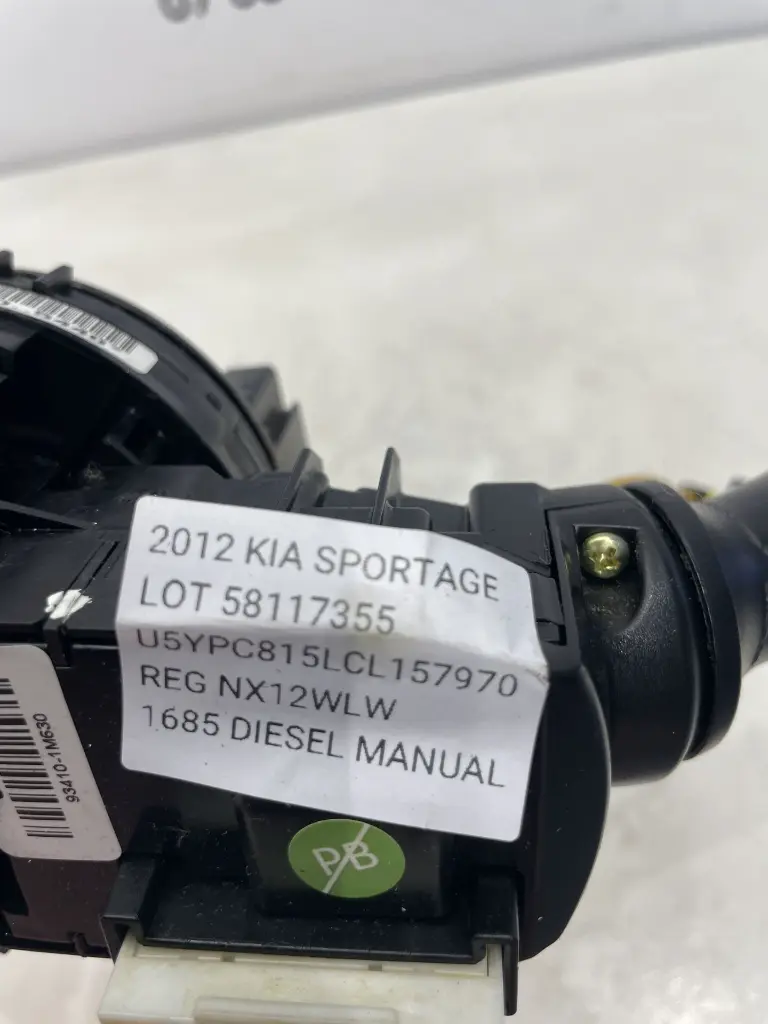 2012 KIA SPORTAGE
LOT 58117355
U5YPC815LCL157970
REG NX12WLW
1685 DIESEL MANUAL
93410-1M630
PB